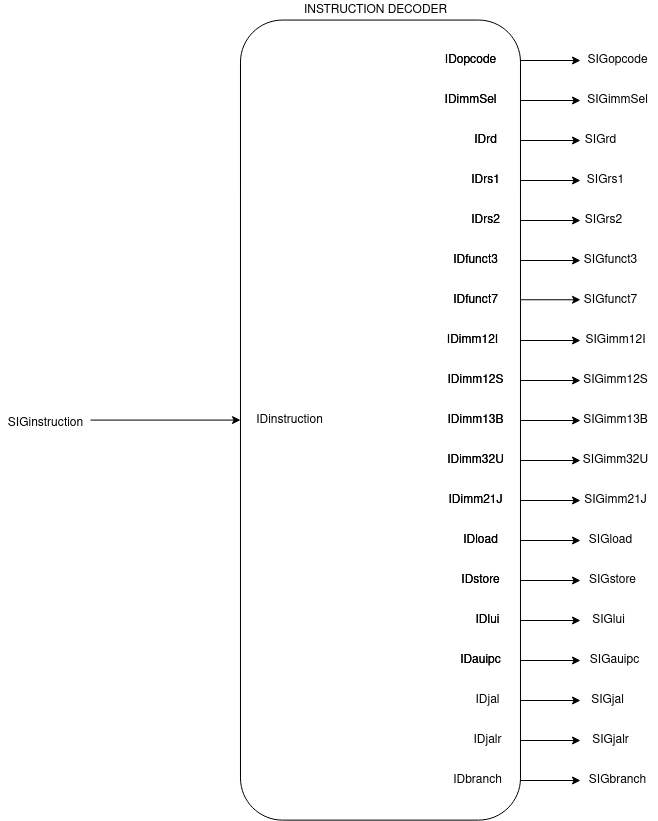 INSTRUCTION DECODER
IDopcode SIGopcode
IDimmSel SIGimmSel
IDrd SIGrd
IDrs1 SIGrs1
IDrs2 SIGrs2
IDfunct3 SIGfunct3
IDfunct7 SIGfunct7
IDimm12I SIGimm12I
IDimm12S SIGimm12S
SIGinstruction IDinstruction IDimm13B SIGimm13B
IDimm32U SIGimm32U
IDimm21J SIGimm21J
IDload SIGload
IDstore SIGstore
IDlui SIGlui
IDauipc SIGauipc
IDjal SIGjal
IDjalr SIGjalr
IDbranch SIGbranch